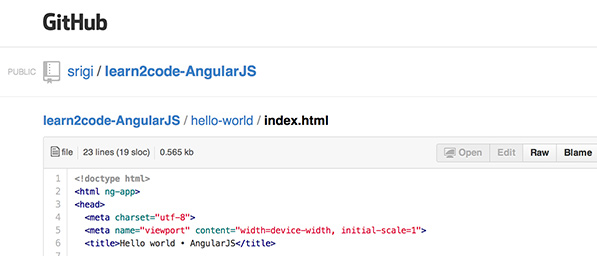 GitHub
PUBLIC srigi / learn2code-AngularJS
learn2code-AngularJS / hello-world / index.html
file 23 lines (19 sloc) 0.565 kb Open Edit Raw Blame
1 <!doctype html>
2 <html ng-app>
3 <head>
4 <meta charset="utf-8">
5 <meta name="viewport" content="width=device-width, initial-scale=1">
6 <title>Hello world • AngularJS</title>